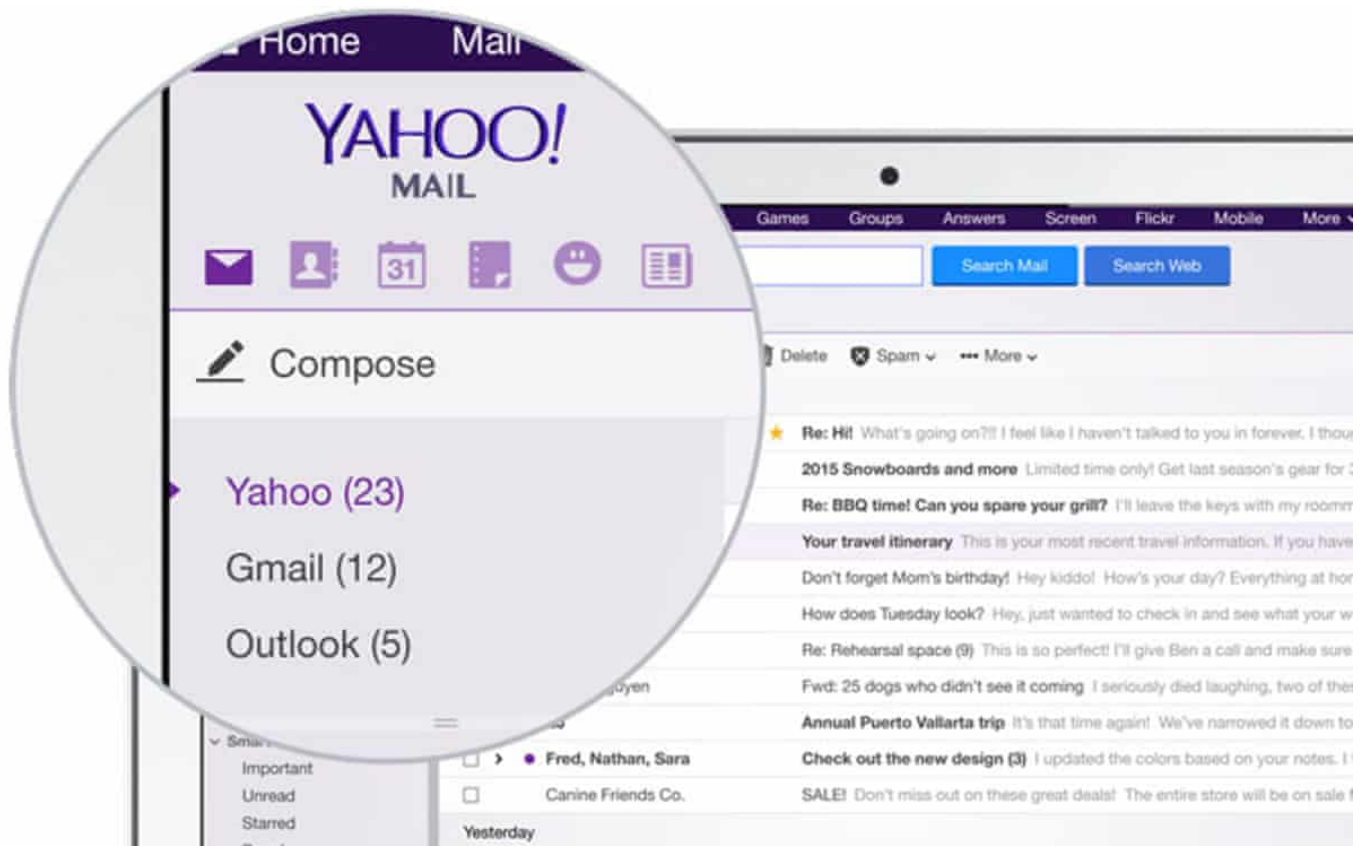 Home Mail
YAHOO!
MAIL
31
Games Groups Answers Screen Flickr Mobile More
Search Mail Search Web
Compose
Delete Spam More
Yahoo (23)
Gmail (12)
Outlook (5)
Re: Hi! What's going on?!! I feel like I haven't talked to you in forever. I
2015 Snowboards and more Limited time only! Get last season's gear for
Re: BBQ time! Can you spare your grill? I'll leave the keys with my
Your travel itinerary This is your most recent travel information. If you have
Don't forget Mom's birthday! Hey kiddo! How's your day? Everything at
How does Tuesday look? Hey, just wanted to check in and see what your
Re: Rehearsal space (9) This is so perfect! I'll give Ben a call and make sure
Fwd: 25 dogs who didn't see it coming I seriously died laughing, two of
Annual Puerto Vallarta trip It's that time again! We've narrowed it down to
Fred, Nathan, Sara Check out the new design (3) I updated the colors based on your notes. I
Canine Friends Co. SALE! Don't miss out on these great deals! The entire store will be on sale
Yesterday
Important
Unread
Starred